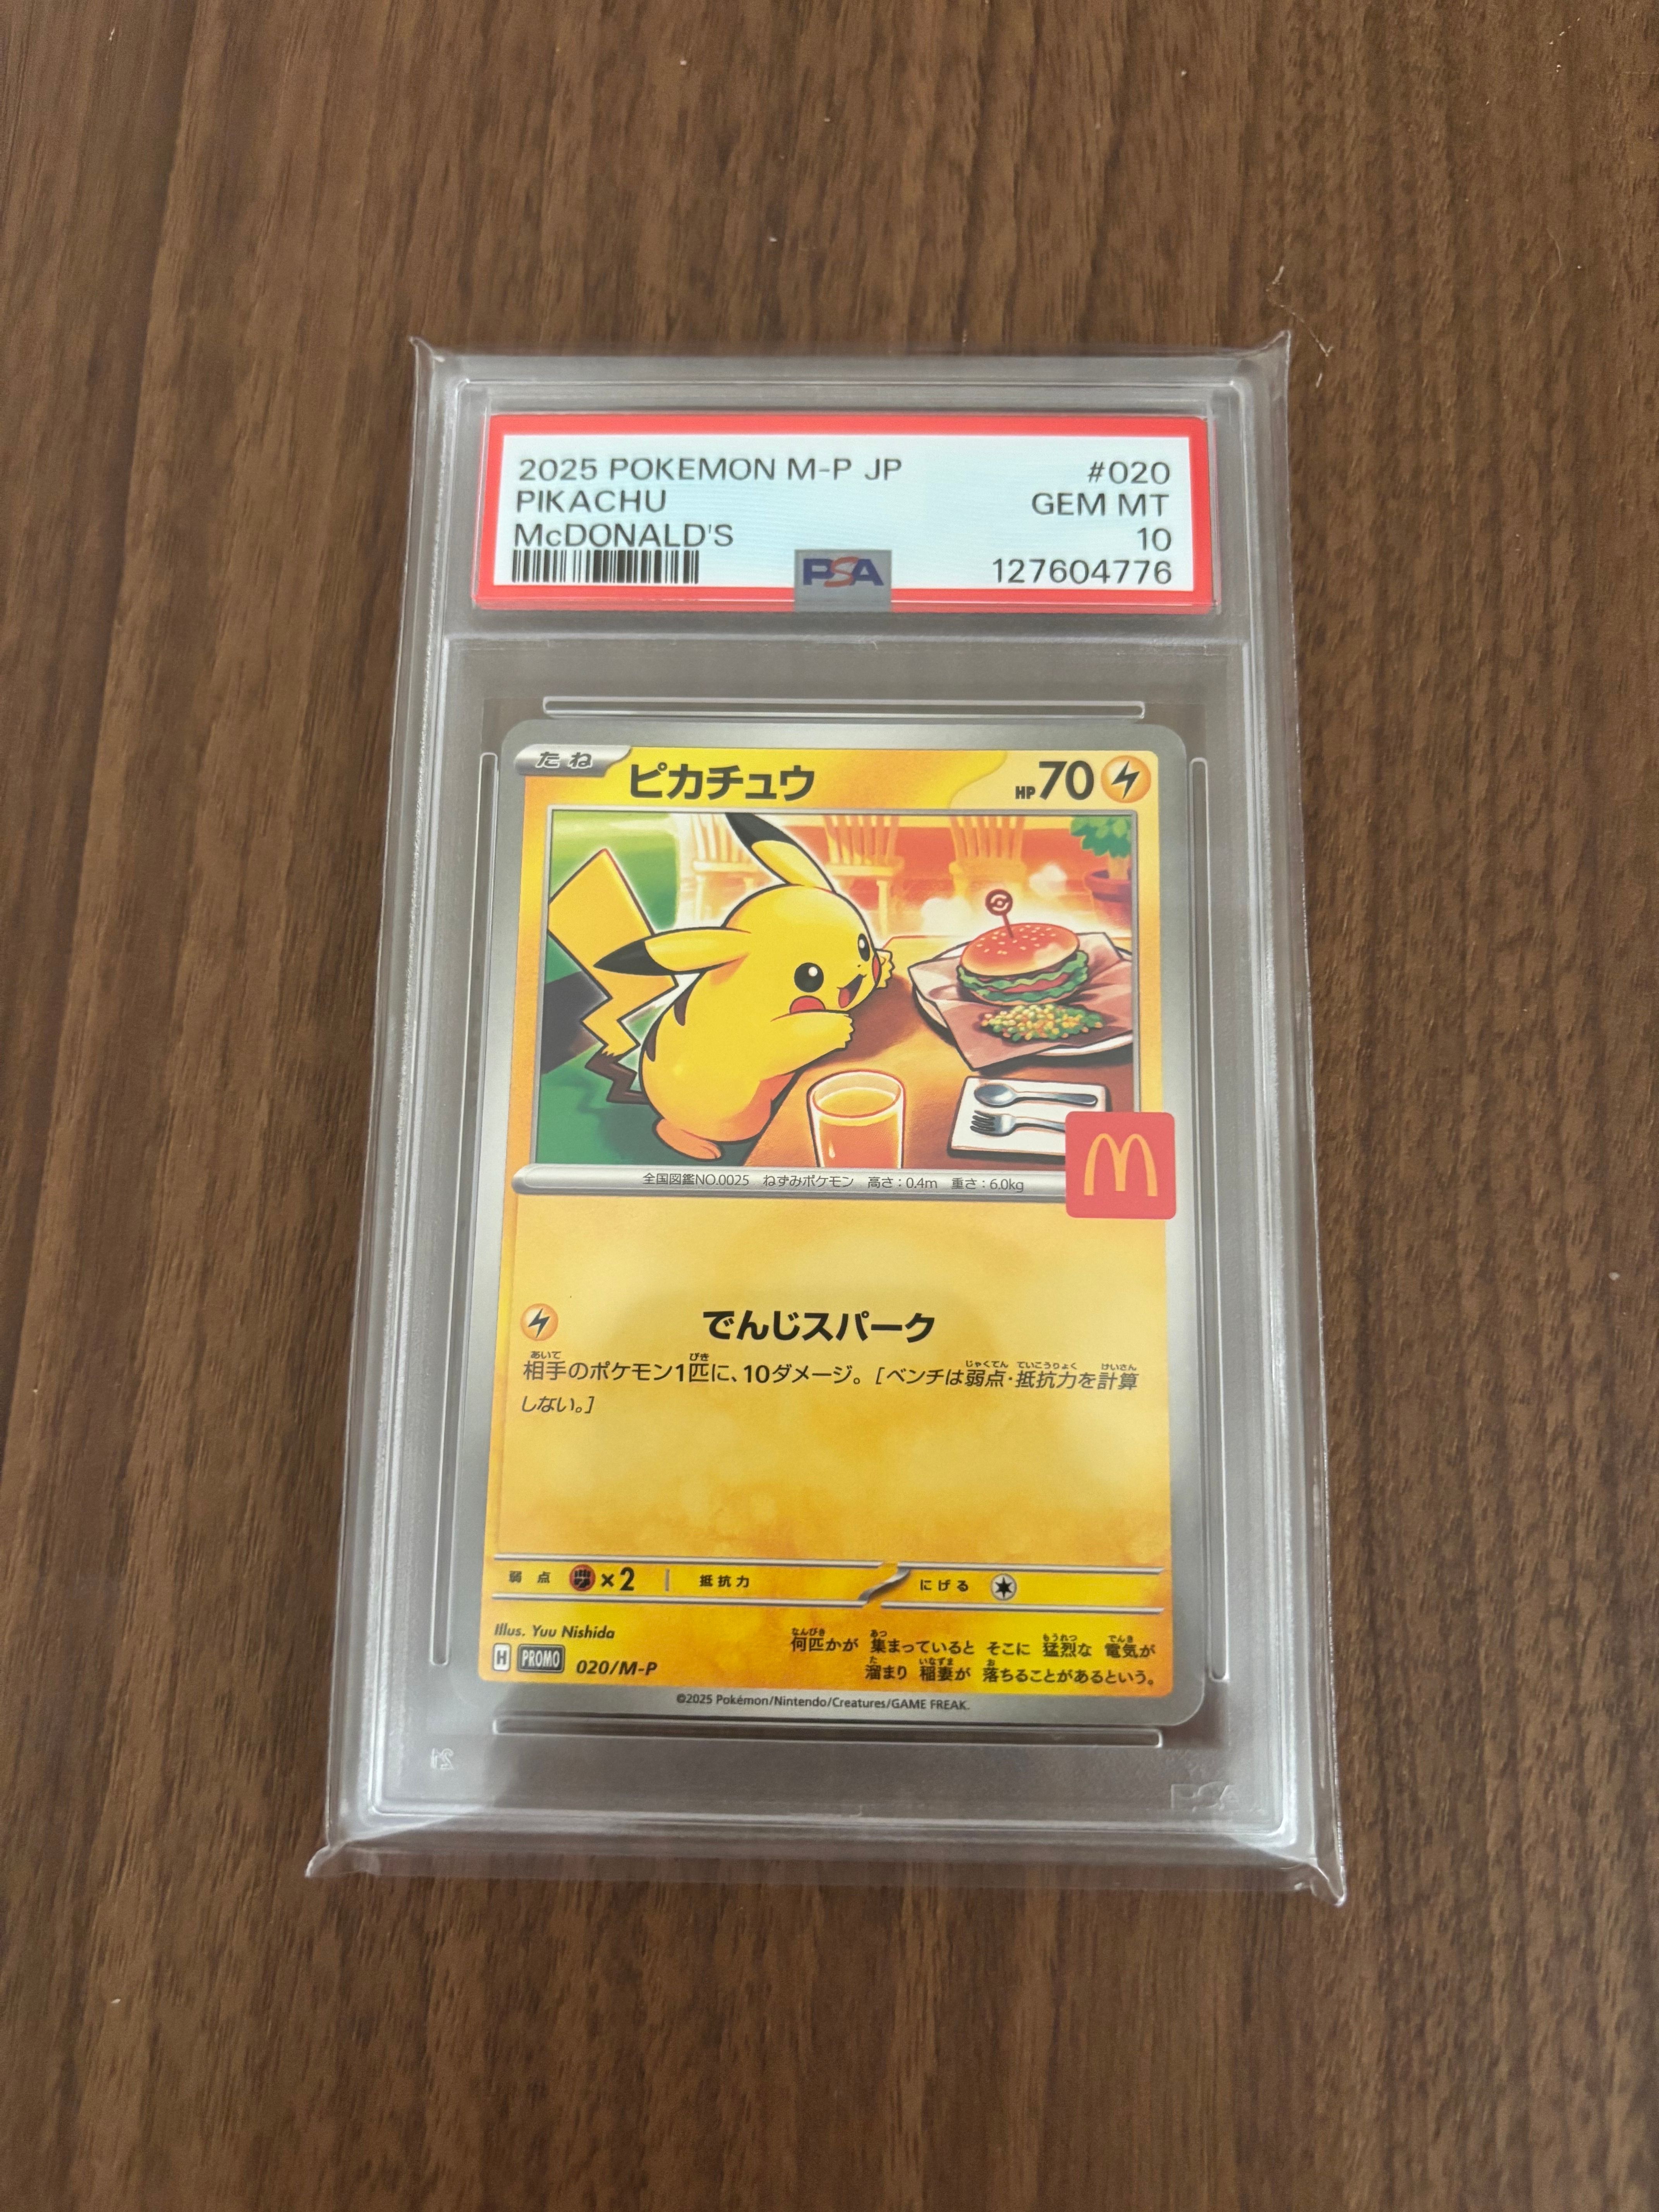 2025 POKEMON M-P JP #020
PIKACHU GEM MT
McDONALD'S 10
PSA 127604776
たね ピカチュウ HP70
M
全国図鑑NO.0025 ねずみポケモン 高さ:0.4m 重さ:6.0kg
でんじスパーク
相手のポケモン1匹に、10ダメージ。[ベンチは弱点・抵抗力を計算
しない。]
弱点 ×2 抵抗力 にげる
Illus. Yuu Nishida
H PROMO 020/M-P
何匹かが 集まっていると そこに 猛烈な 電気が
溜まり 稲妻が 落ちることがあるという。
©2025 Pokémon/Nintendo/Creatures/GAME FREAK.
PSA